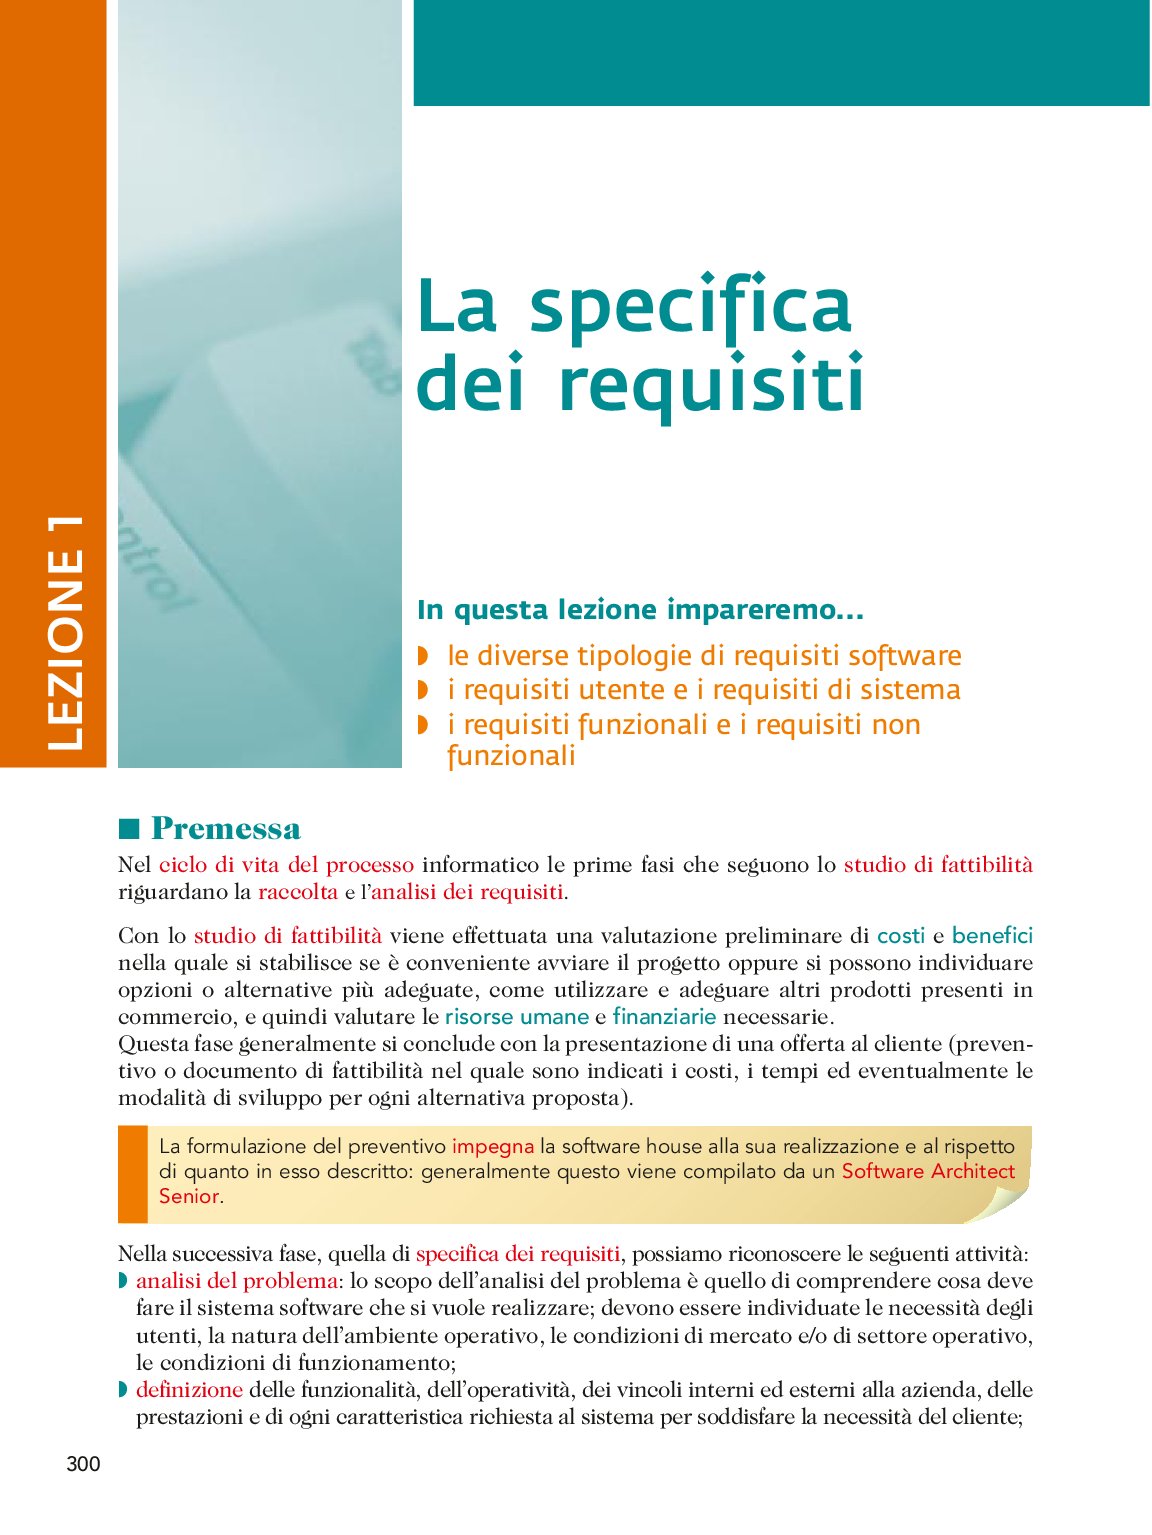 LEZIONE 1
Tab
ntrol
La specifica
dei requisiti
In questa lezione impareremo...
◗ le diverse tipologie di requisiti software
◗ i requisiti utente e i requisiti di sistema
◗ i requisiti funzionali e i requisiti non
funzionali
■ Premessa
Nel ciclo di vita del processo informatico le prime fasi che seguono lo studio di fattibilità
riguardano la raccolta e l'analisi dei requisiti.
Con lo studio di fattibilità viene effettuata una valutazione preliminare di costi e benefici
nella quale si stabilisce se è conveniente avviare il progetto oppure si possono individuare
opzioni o alternative più adeguate, come utilizzare e adeguare altri prodotti presenti in
commercio, e quindi valutare le risorse umane e finanziarie necessarie.
Questa fase generalmente si conclude con la presentazione di una offerta al cliente (preven-
tivo o documento di fattibilità nel quale sono indicati i costi, i tempi ed eventualmente le
modalità di sviluppo per ogni alternativa proposta).
La formulazione del preventivo impegna la software house alla sua realizzazione e al rispetto
di quanto in esso descritto: generalmente questo viene compilato da un Software Architect
Senior.
Nella successiva fase, quella di specifica dei requisiti, possiamo riconoscere le seguenti attività:
◗ analisi del problema: lo scopo dell'analisi del problema è quello di comprendere cosa deve
fare il sistema software che si vuole realizzare; devono essere individuate le necessità degli
utenti, la natura dell'ambiente operativo, le condizioni di mercato e/o di settore operativo,
le condizioni di funzionamento;
◗ definizione delle funzionalità, dell'operatività, dei vincoli interni ed esterni alla azienda, delle
prestazioni e di ogni caratteristica richiesta al sistema per soddisfare la necessità del cliente;
300